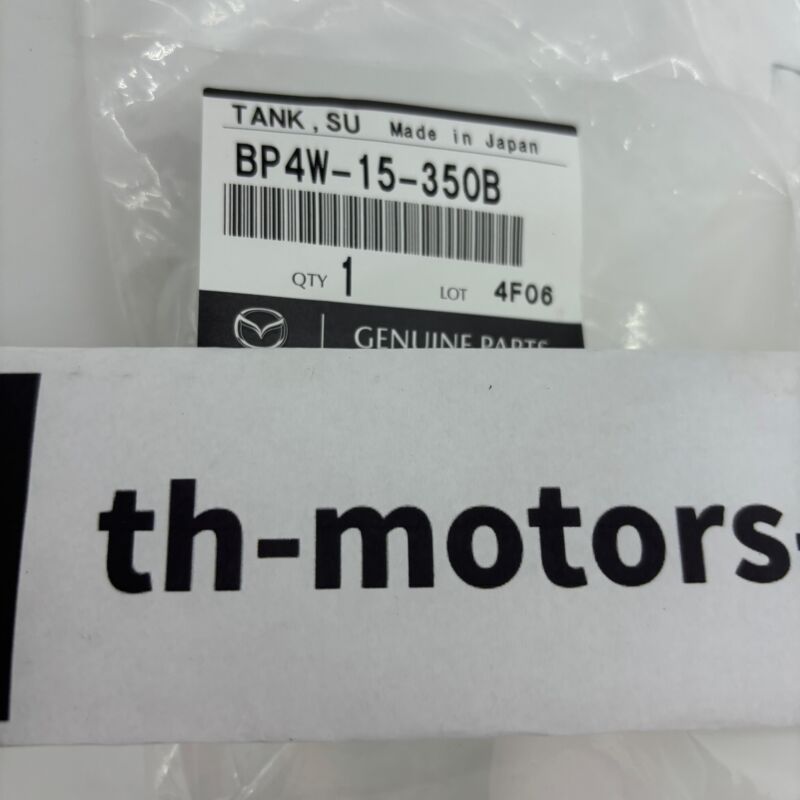 TANK,SU Made in Japan
BP4W-15-350B
QTY 1 LOT 4F06
GENUINE PARTS
th-motors-